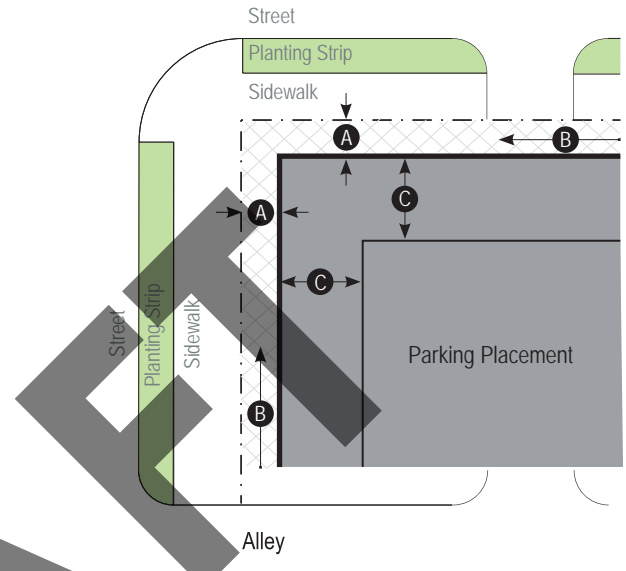 Street
Planting Strip
Sidewalk
A
B
A
C
C
Street
Planting Strip
Sidewalk
Parking Placement
B
Alley